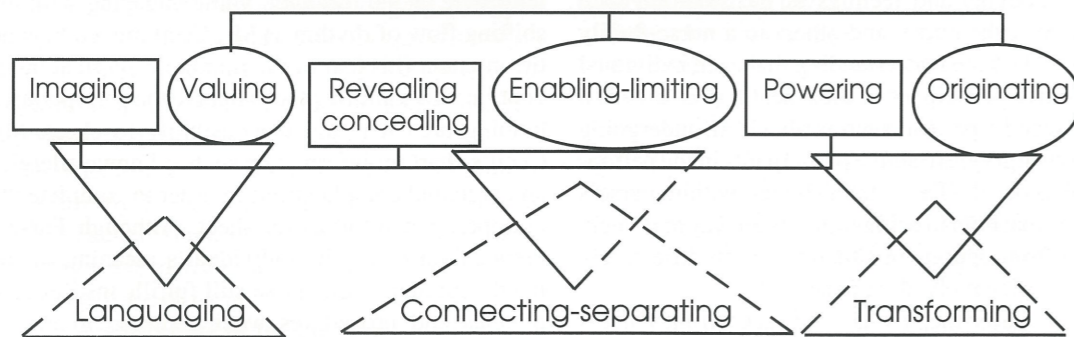 Imaging
Valuing
Revealing
concealing
Enabling-limiting
Powering
Originating
Languaging
Connecting-separating
Transforming